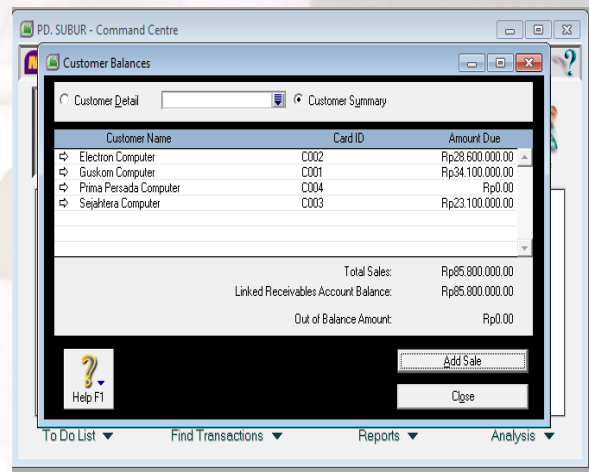 PD. SUBUR - Command Centre
Customer Balances
Customer Detail
Customer Summary
Customer Name Card ID Amount Due
Electron Computer C002 Rp28.600.000.00
Guskom Computer C001 Rp34.100.000.00
Prima Persada Computer C004 Rp0.00
Sejahtera Computer C003 Rp23.100.000.00
Total Sales: Rp85.800.000.00
Linked Receivables Account Balance: Rp85.800.000.00
Out of Balance Amount: Rp0.00
Add Sale
Help F1
Close
To Do List Find Transactions Reports Analysis